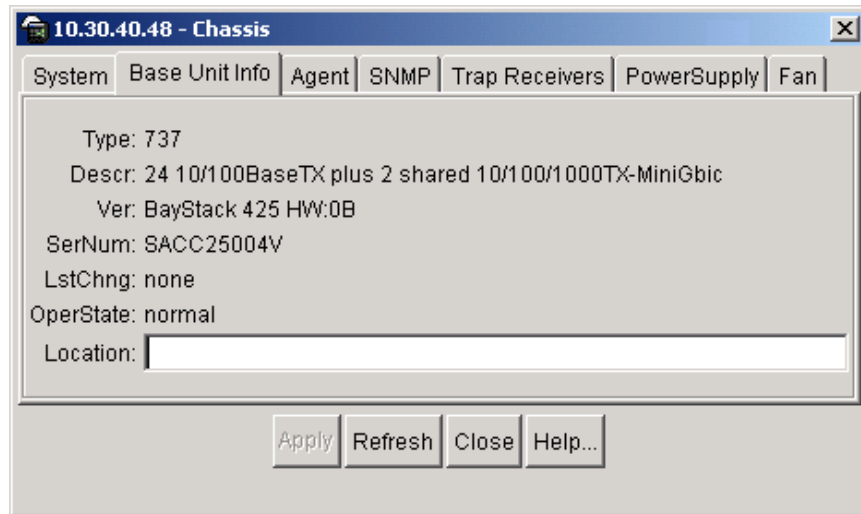 10.30.40.48 - Chassis
System Base Unit Info Agent SNMP Trap Receivers PowerSupply Fan
Type: 737
Descr: 24 10/100BaseTX plus 2 shared 10/100/1000TX-MiniGbic
Ver: BayStack 425 HW:0B
SerNum: SACC25004V
LstChng: none
OperState: normal
Location:
Apply Refresh Close Help...